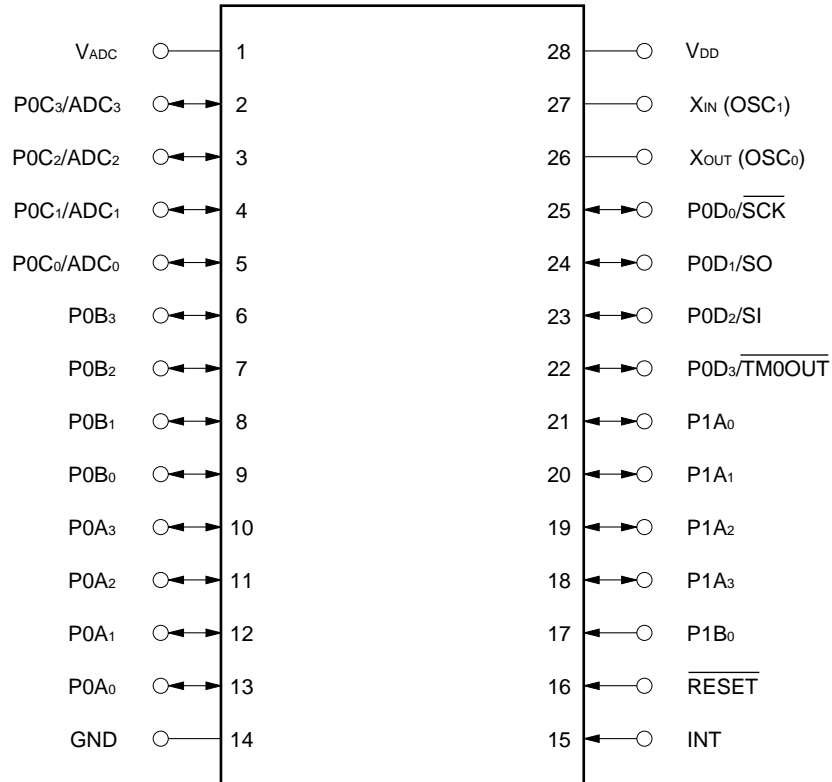 VADC 1 28 VDD
P0C₃/ADC₃ 2 27 XIN (OSC₁)
P0C₂/ADC₂ 3 26 XOUT (OSC₀)
P0C₁/ADC₁ 4 25 P0D₀/S̅C̅K̅
P0C₀/ADC₀ 5 24 P0D₁/SO
P0B₃ 6 23 P0D₂/SI
P0B₂ 7 22 P0D₃/T̅M̅0̅O̅U̅T̅
P0B₁ 8 21 P1A₀
P0B₀ 9 20 P1A₁
P0A₃ 10 19 P1A₂
P0A₂ 11 18 P1A₃
P0A₁ 12 17 P1B₀
P0A₀ 13 16 R̅E̅S̅E̅T̅
GND 14 15 INT